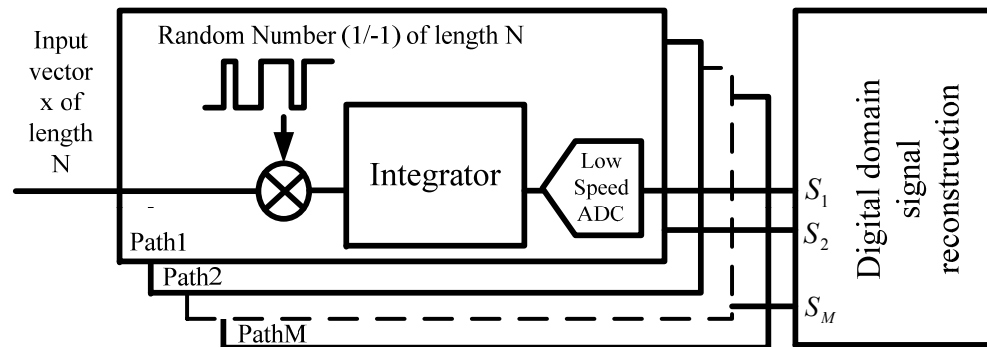 Input
vector
x of
length
N
Random Number (1/-1) of length N
Integrator
Low
Speed
ADC
Path1
Path2
PathM
S1
S2
SM
Digital domain
signal
reconstruction